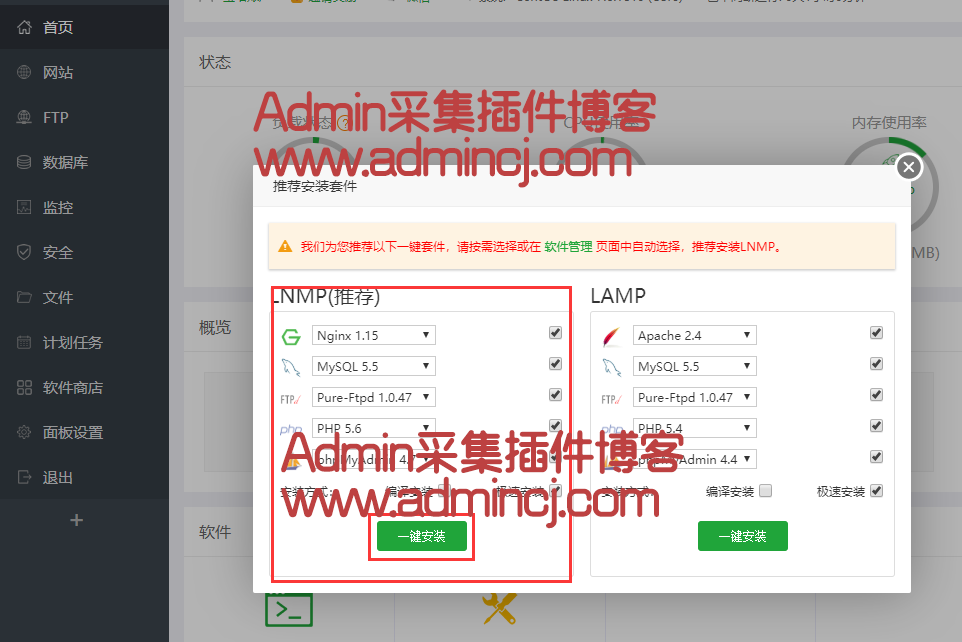 首页
网站
FTP
数据库
监控
安全
文件
计划任务
软件商店
面板设置
退出
+
状态
负载状态
内存使用率
MB)
概览
软件
推荐安装套件
我们为您推荐以下一键套件，请按需选择或在 软件管理 页面中自动选择，推荐安装LNMP。
LNMP(推荐)
Nginx 1.15
MySQL 5.5
FTP Pure-Ftpd 1.0.47
php PHP 5.6
phpMyAdmin 4.7
安装方式： 编译安装 极速安装
一键安装
LAMP
Apache 2.4
MySQL 5.5
FTP Pure-Ftpd 1.0.47
php PHP 5.4
phpMyAdmin 4.4
安装方式： 编译安装 极速安装
一键安装
Admin采集插件博客
www.admincj.com
Admin采集插件博客
www.admincj.com